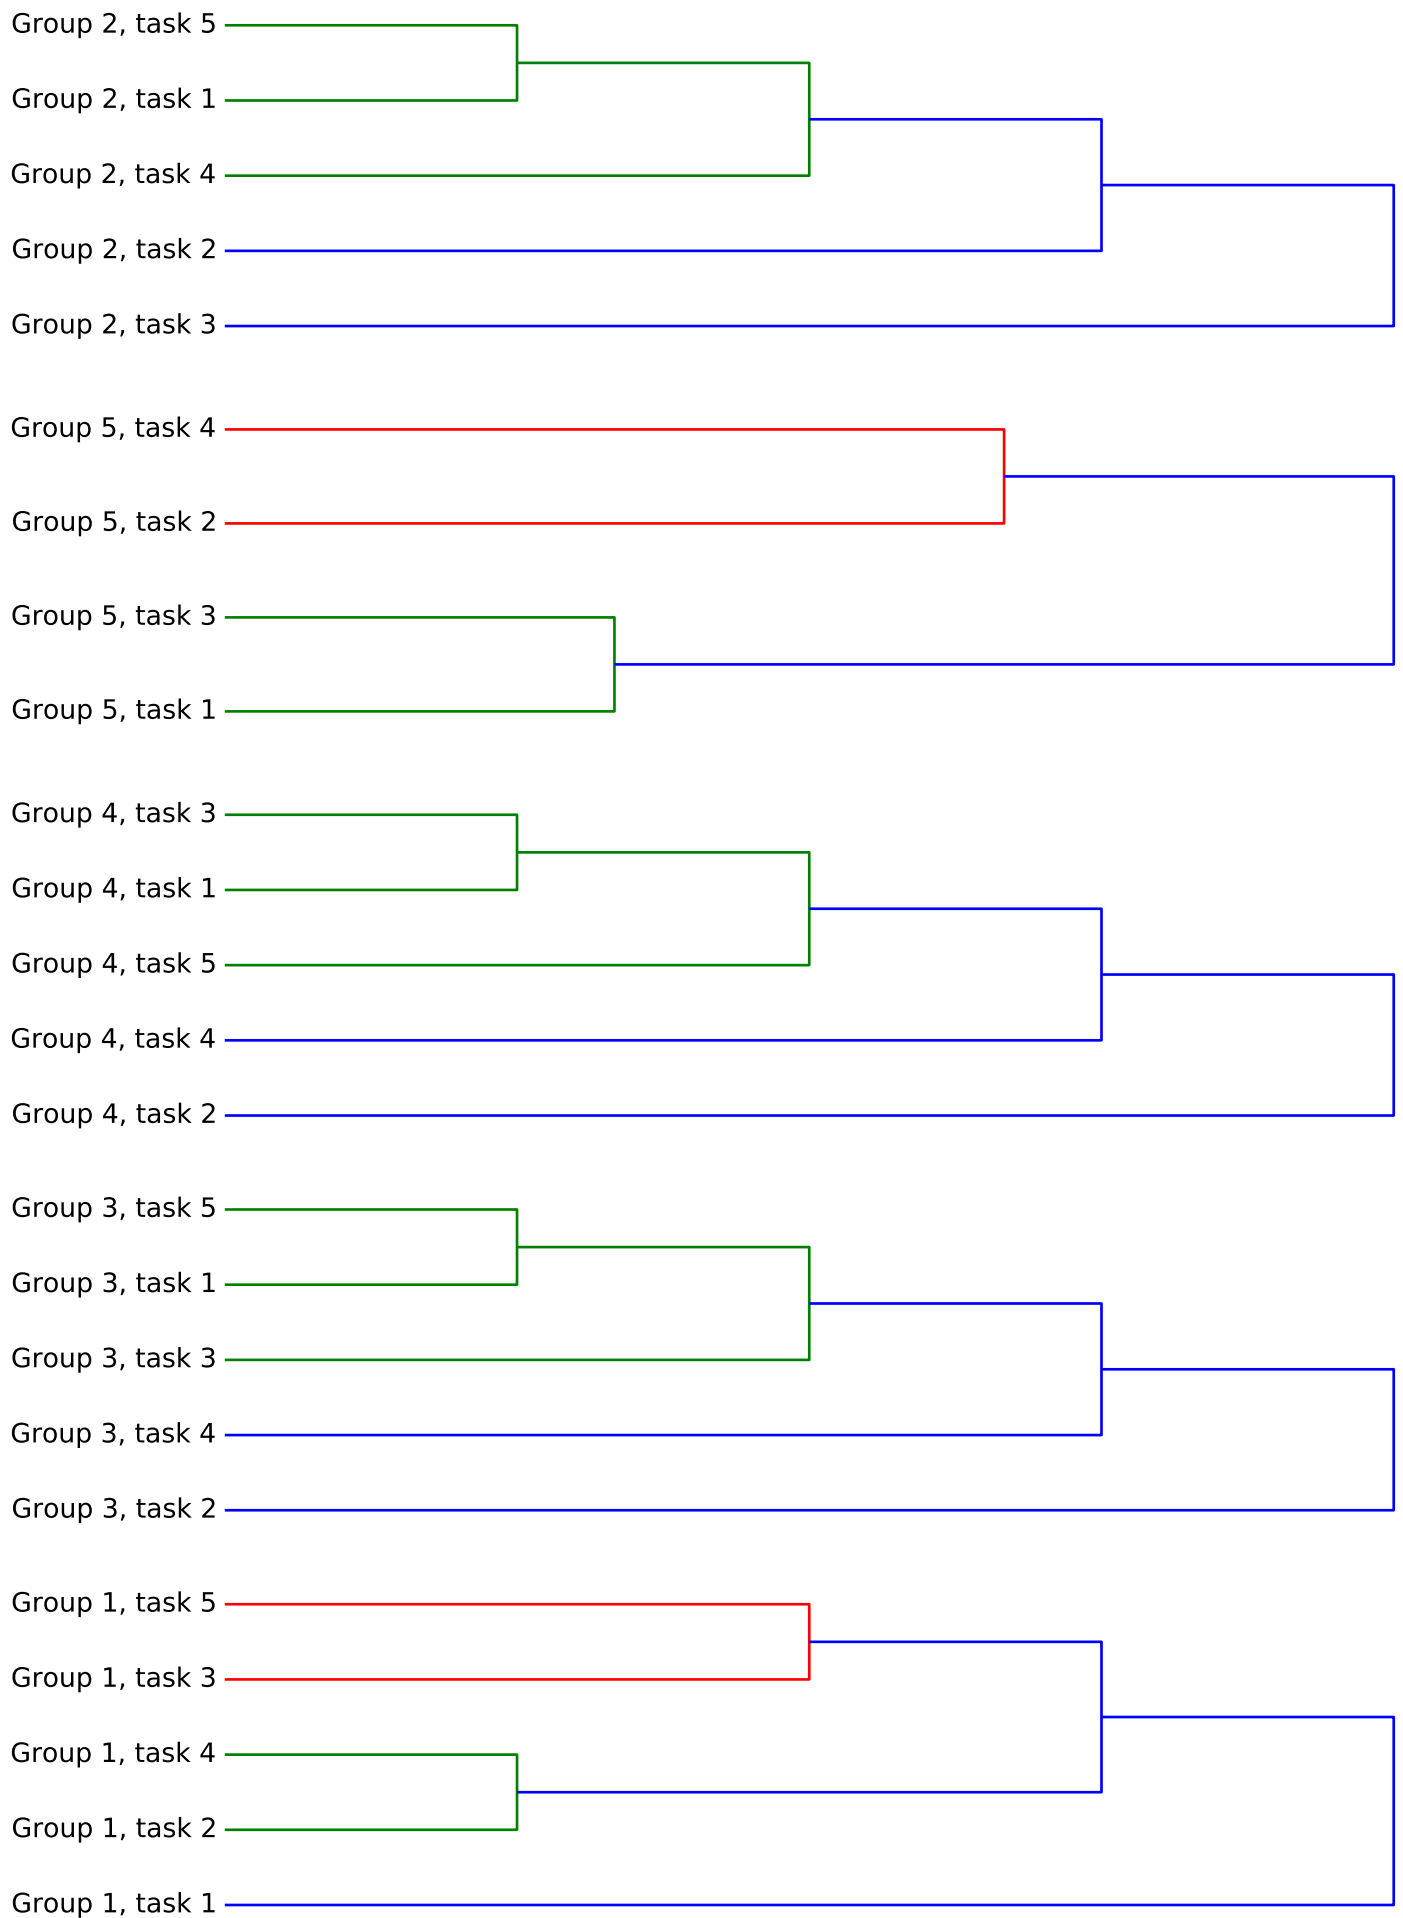 Group 2, task 5
Group 2, task 1
Group 2, task 4
Group 2, task 2
Group 2, task 3
Group 5, task 4
Group 5, task 2
Group 5, task 3
Group 5, task 1
Group 4, task 3
Group 4, task 1
Group 4, task 5
Group 4, task 4
Group 4, task 2
Group 3, task 5
Group 3, task 1
Group 3, task 3
Group 3, task 4
Group 3, task 2
Group 1, task 5
Group 1, task 3
Group 1, task 4
Group 1, task 2
Group 1, task 1